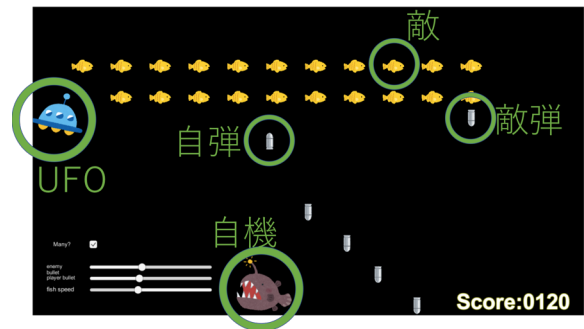 敵
敵弾
自弾
UFO
自機
Many?
enemy
bullet
player bullet
fish speed
Score:0120